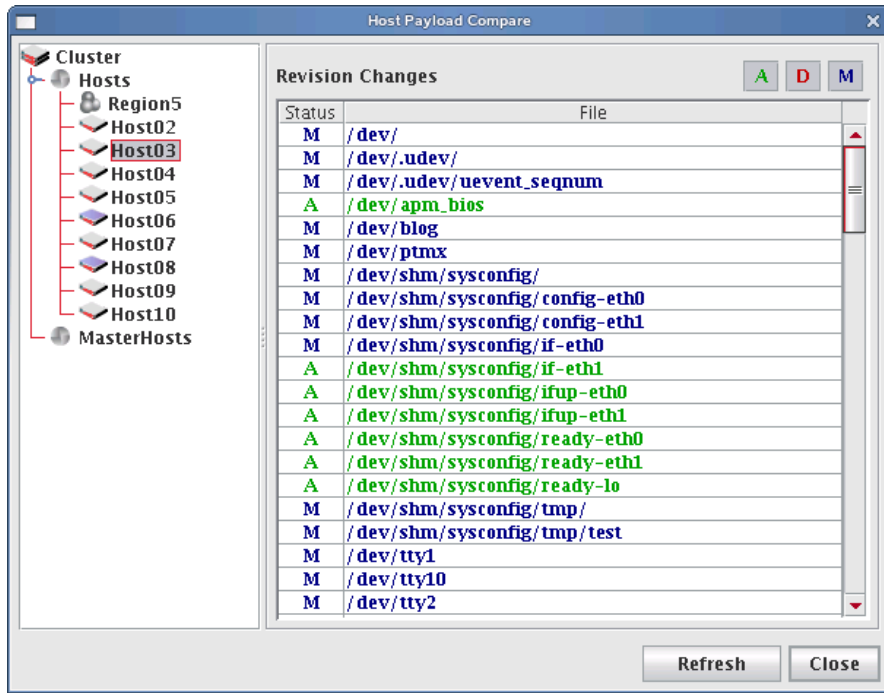 Host Payload Compare
Cluster
Hosts
Region5
Host02
Host03
Host04
Host05
Host06
Host07
Host08
Host09
Host10
MasterHosts
Revision Changes
A D M
Status File
M /dev/
M /dev/.udev/
M /dev/.udev/uevent_seqnum
A /dev/apm_bios
M /dev/blog
M /dev/ptmx
M /dev/shm/sysconfig/
M /dev/shm/sysconfig/config-eth0
M /dev/shm/sysconfig/config-eth1
M /dev/shm/sysconfig/if-eth0
A /dev/shm/sysconfig/if-eth1
A /dev/shm/sysconfig/ifup-eth0
A /dev/shm/sysconfig/ifup-eth1
A /dev/shm/sysconfig/ready-eth0
A /dev/shm/sysconfig/ready-eth1
A /dev/shm/sysconfig/ready-lo
M /dev/shm/sysconfig/tmp/
M /dev/shm/sysconfig/tmp/test
M /dev/tty1
M /dev/tty10
M /dev/tty2
Refresh Close